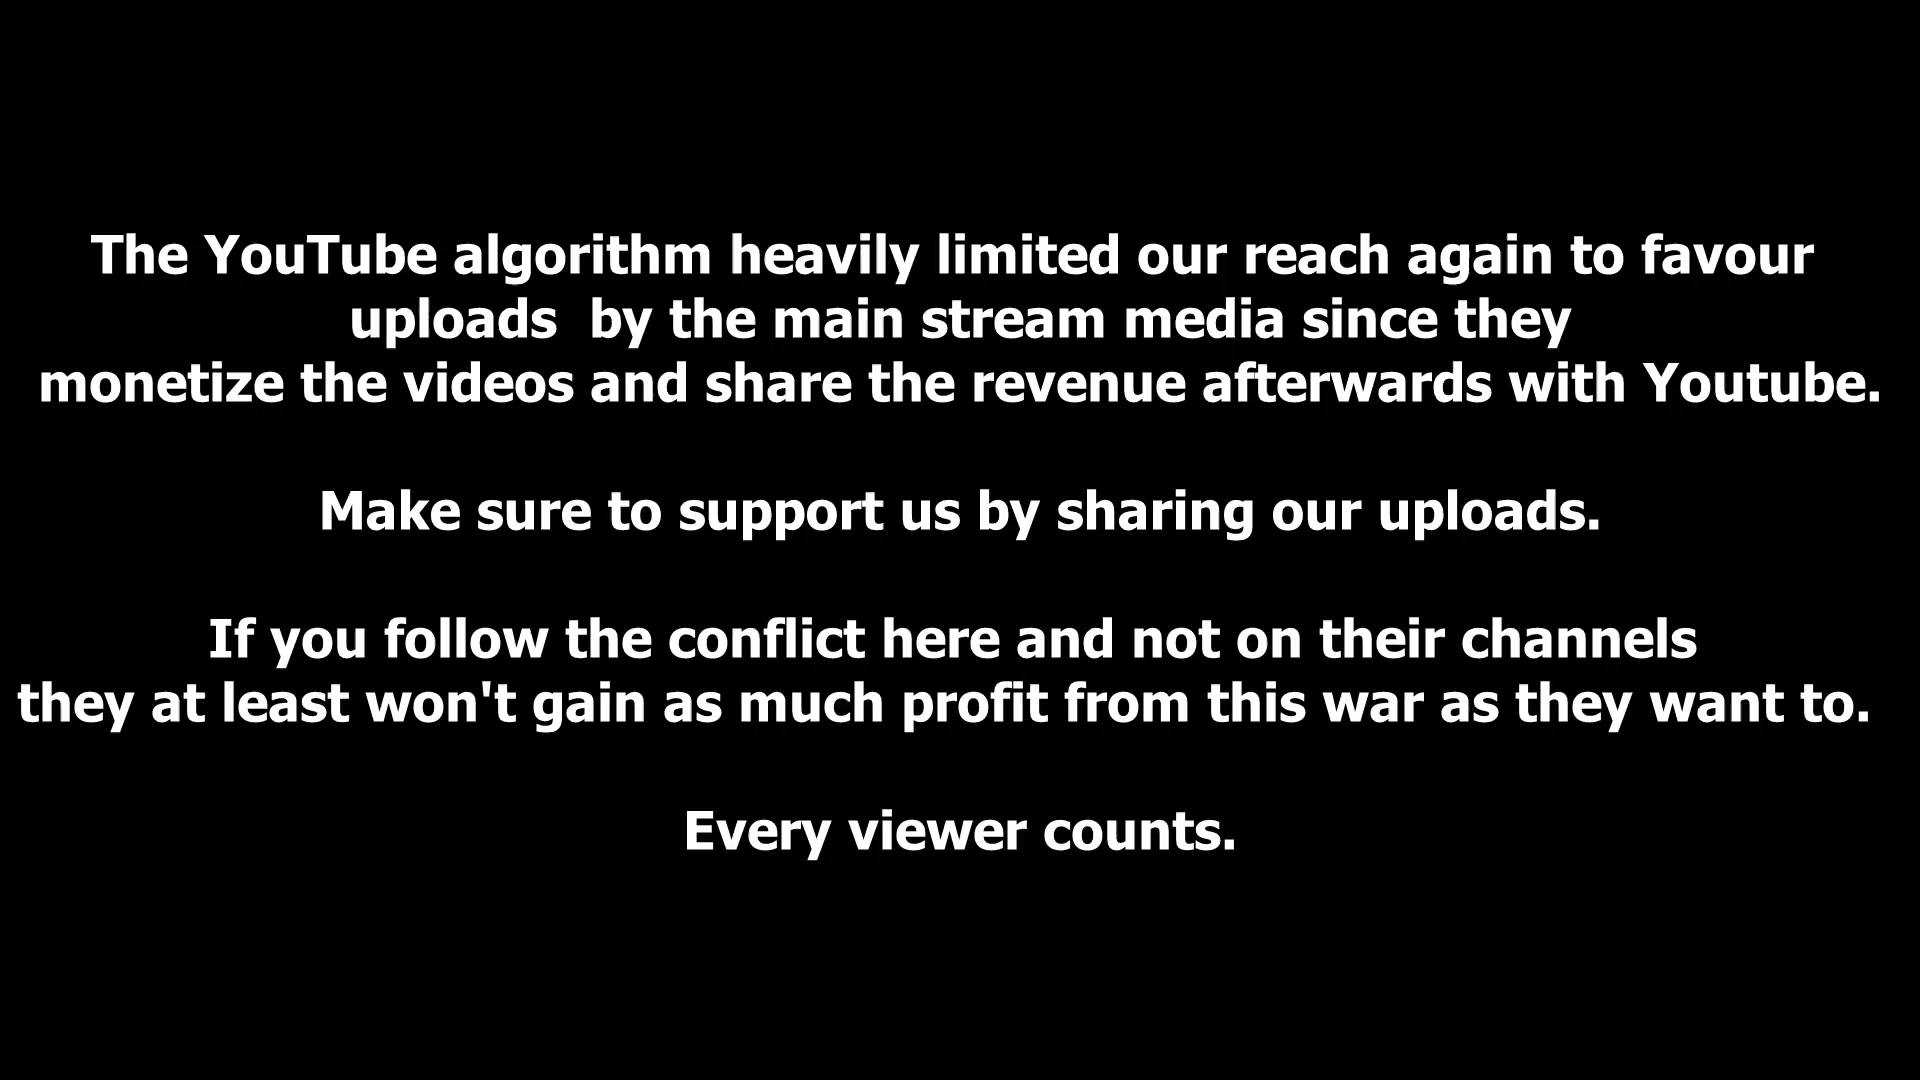 The YouTube algorithm heavily limited our reach again to favour
uploads  by the main stream media since they
monetize the videos and share the revenue afterwards with Youtube.
Make sure to support us by sharing our uploads.
If you follow the conflict here and not on their channels
they at least won't gain as much profit from this war as they want to.
Every viewer counts.